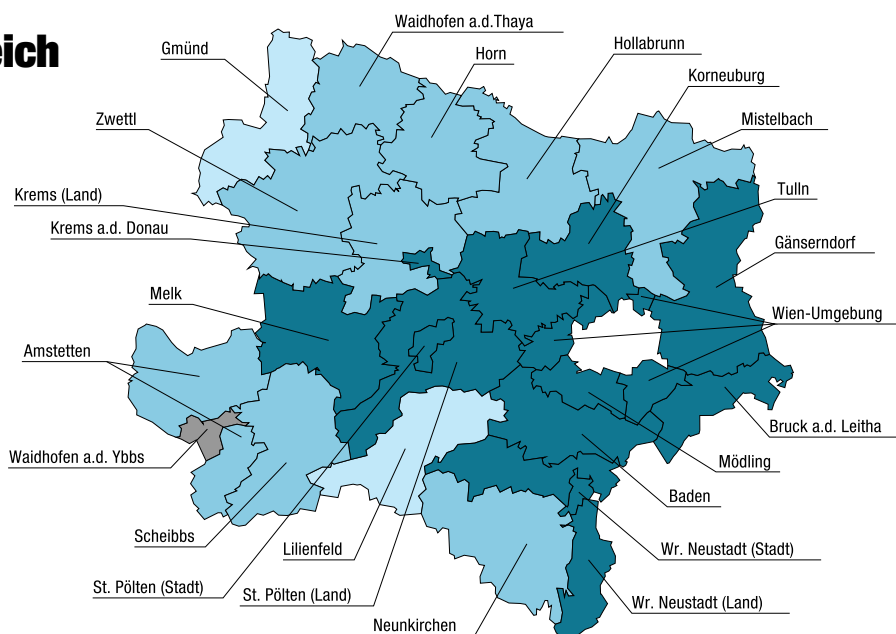 eich
Waidhofen a.d.Thaya
Gmünd
Horn
Hollabrunn
Korneuburg
Zwettl
Mistelbach
Krems (Land)
Tulln
Krems a.d. Donau
Gänserndorf
Melk
Wien-Umgebung
Amstetten
Bruck a.d. Leitha
Waidhofen a.d. Ybbs
Mödling
Baden
Scheibbs
Lilienfeld
Wr. Neustadt (Stadt)
St. Pölten (Stadt)
St. Pölten (Land)
Wr. Neustadt (Land)
Neunkirchen